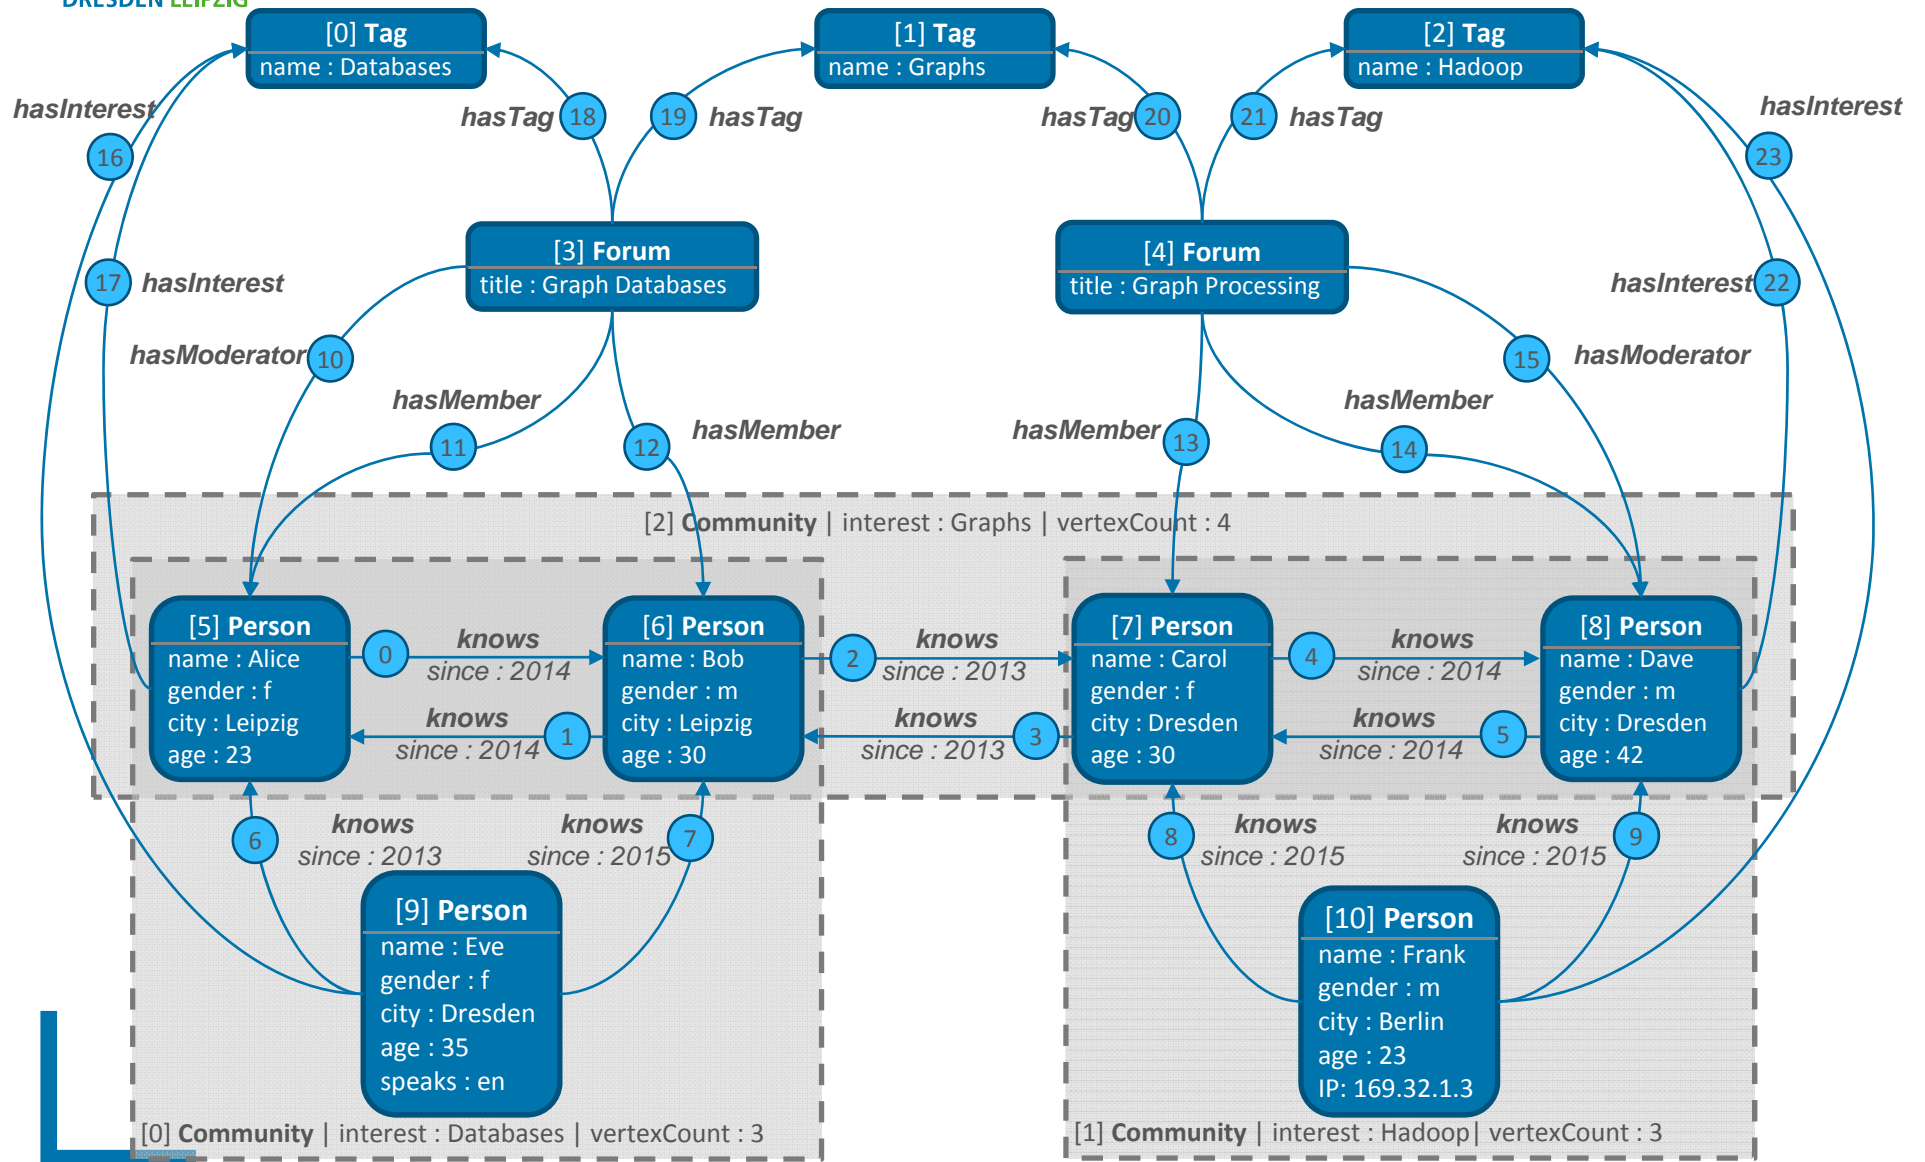 DRESDEN LEIPZIG
[0] Tag
name : Databases
[1] Tag
name : Graphs
[2] Tag
name : Hadoop
hasInterest
16
hasTag
18
19
hasTag
hasTag
20
21
hasTag
hasInterest
23
[3] Forum
title : Graph Databases
[4] Forum
title : Graph Processing
17
hasInterest
hasInterest
22
hasModerator
10
15
hasModerator
hasMember
11
12
hasMember
hasMember
13
hasMember
14
[2] Community | interest : Graphs | vertexCount : 4
[5] Person
name : Alice
gender : f
city : Leipzig
age : 23
0
knows
since : 2014
knows
since : 2014
1
[6] Person
name : Bob
gender : m
city : Leipzig
age : 30
2
knows
since : 2013
knows
since : 2013
3
[7] Person
name : Carol
gender : f
city : Dresden
age : 30
4
knows
since : 2014
knows
since : 2014
5
[8] Person
name : Dave
gender : m
city : Dresden
age : 42
6
knows
since : 2013
knows
since : 2015
7
8
knows
since : 2015
knows
since : 2015
9
[9] Person
name : Eve
gender : f
city : Dresden
age : 35
speaks : en
[10] Person
name : Frank
gender : m
city : Berlin
age : 23
IP: 169.32.1.3
[0] Community | interest : Databases | vertexCount : 3
[1] Community | interest : Hadoop| vertexCount : 3